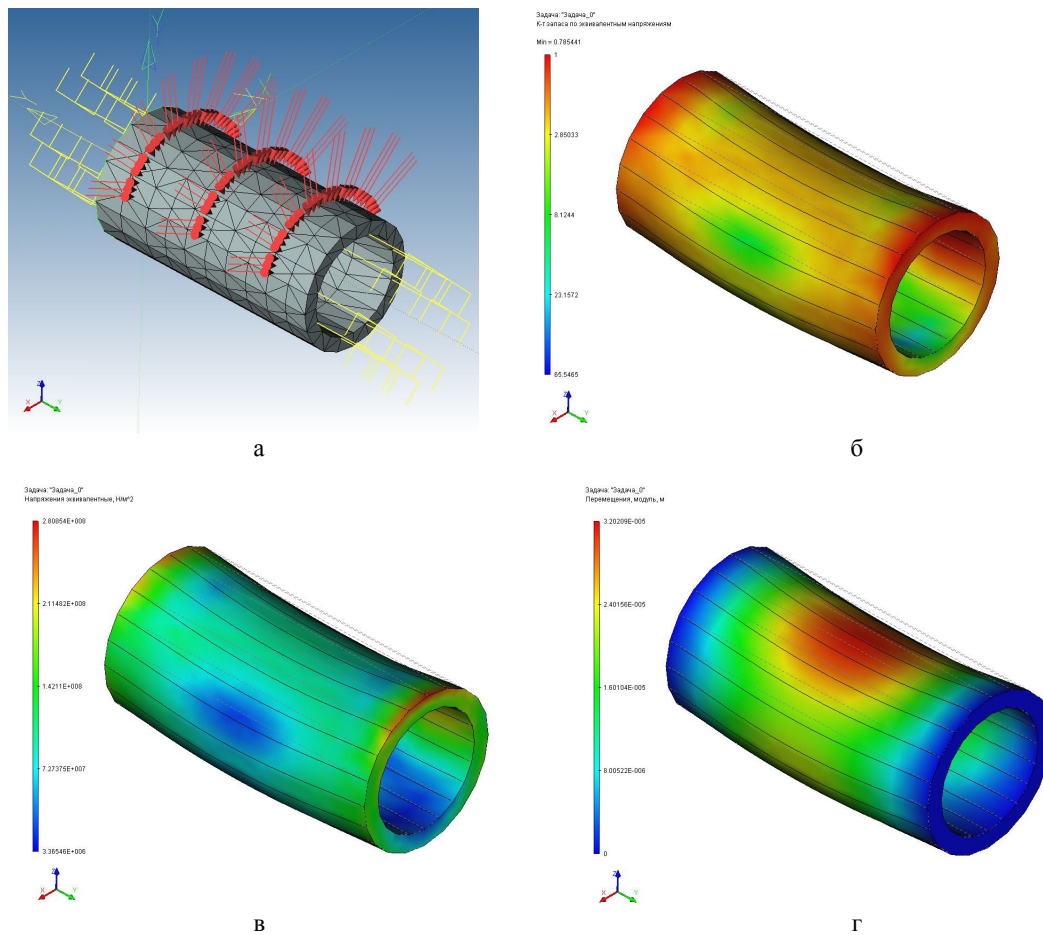 Задача: "Задача_0"
К-т запаса по эквивалентным напряжениям
Min = 0.785441
1
2.85033
8.1244
23.1572
65.5465
Z
X
Y
Z
X
Y
а
б
Задача: "Задача_0"
Напряжения эквивалентные, Н/м^2
2.80854E+008
2.11482E+008
1.4211E+008
7.27375E+007
3.36546E+006
Z
X
Y
Задача: "Задача_0"
Перемещения, модуль, м
3.20209E-005
2.40156E-005
1.60104E-005
8.00522E-006
0
Z
X
Y
в
г